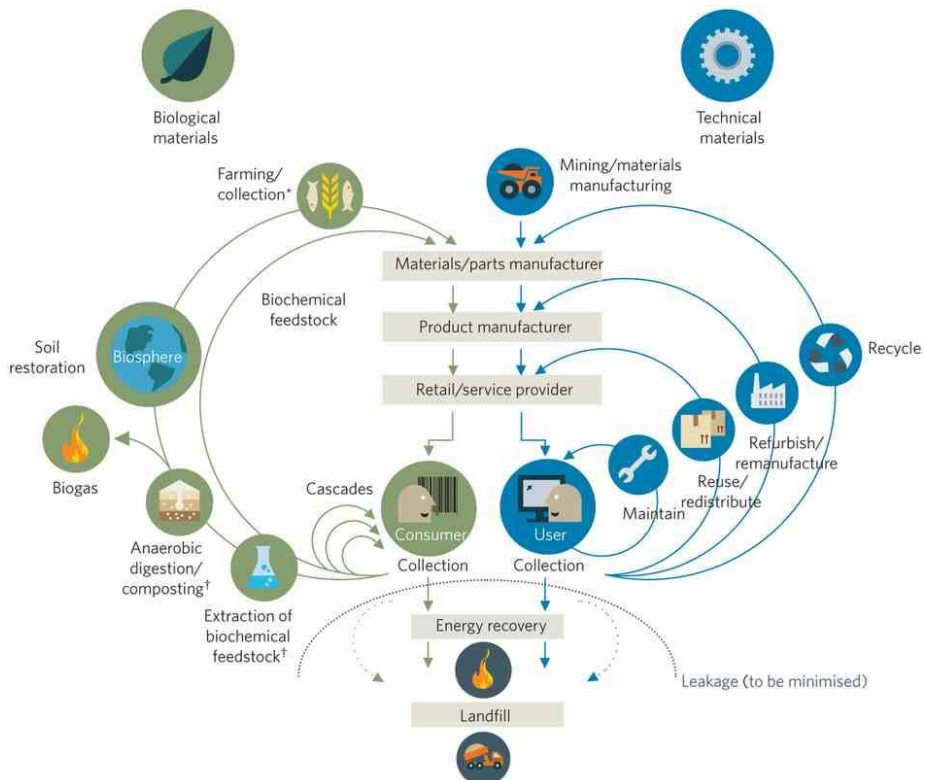 Biological
materials
Technical
materials
Farming/
collection*
Mining/materials
manufacturing
Materials/parts manufacturer
Biochemical
feedstock
Product manufacturer
Soil
restoration
Biosphere
Recycle
Retail/service provider
Refurbish/
remanufacture
Biogas
Reuse/
redistribute
Cascades
Maintain
Consumer
User
Anaerobic
digestion/
composting†
Collection
Collection
Extraction of
biochemical
feedstock†
Energy recovery
Leakage (to be minimised)
Landfill